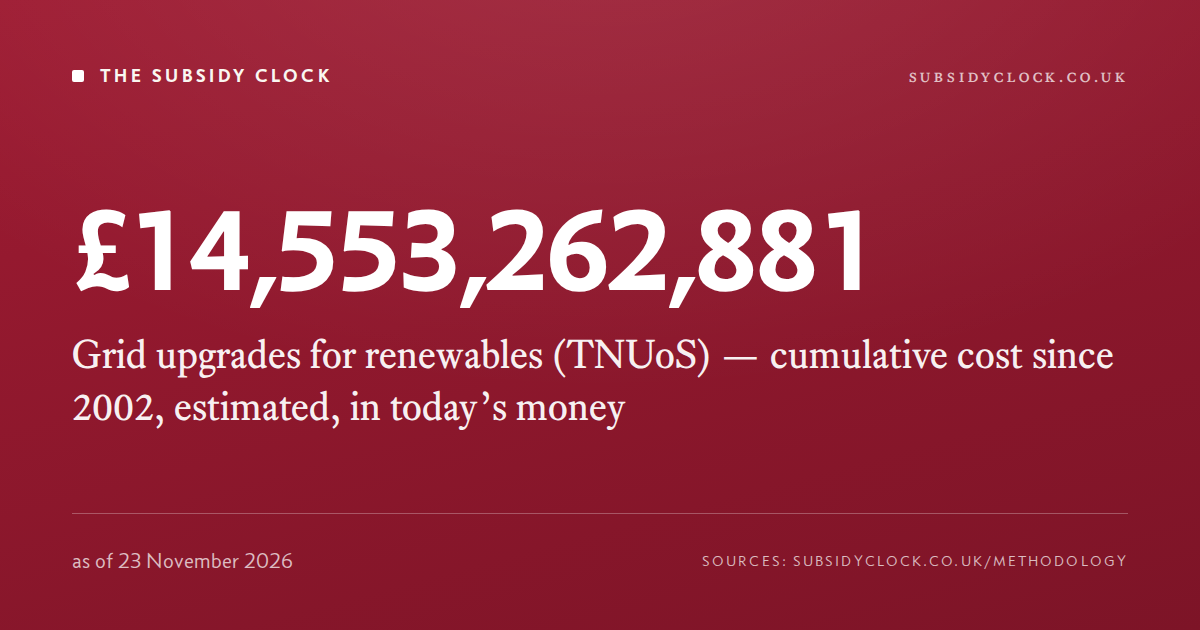 THE SUBSIDY CLOCK
SUBSIDYCLOCK.CO.UK
£14,553,262,881
Grid upgrades for renewables (TNUoS) — cumulative cost since
2002, estimated, in today’s money
as of 23 November 2026
SOURCES: SUBSIDYCLOCK.CO.UK/METHODOLOGY